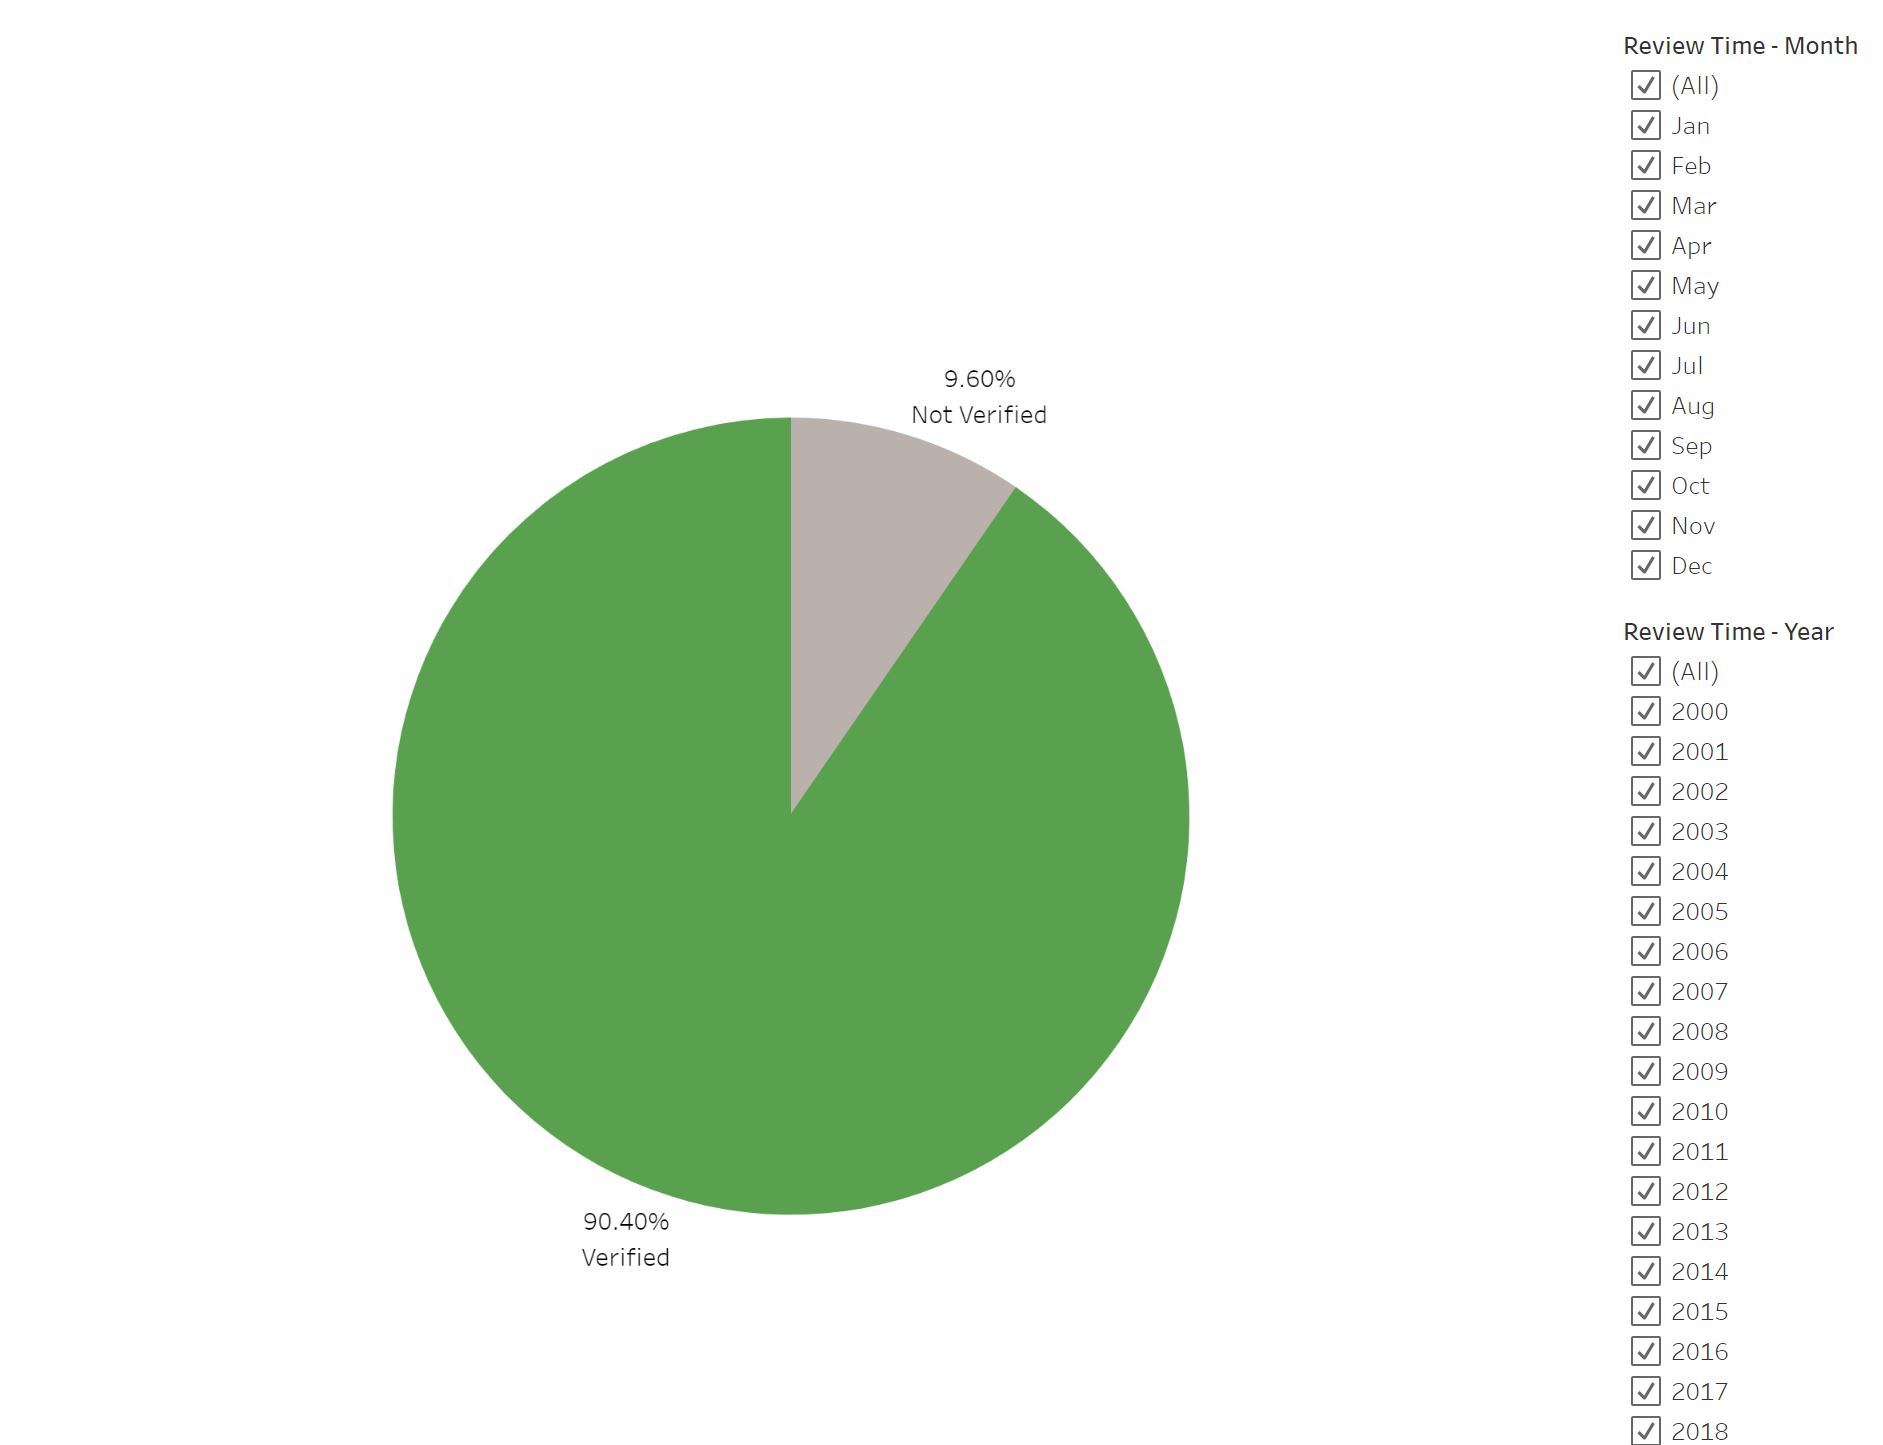 9.60%
Not Verified
90.40%
Verified
Review Time - Month
(All)
Jan
Feb
Mar
Apr
May
Jun
Jul
Aug
Sep
Oct
Nov
Dec
Review Time - Year
(All)
2000
2001
2002
2003
2004
2005
2006
2007
2008
2009
2010
2011
2012
2013
2014
2015
2016
2017
2018